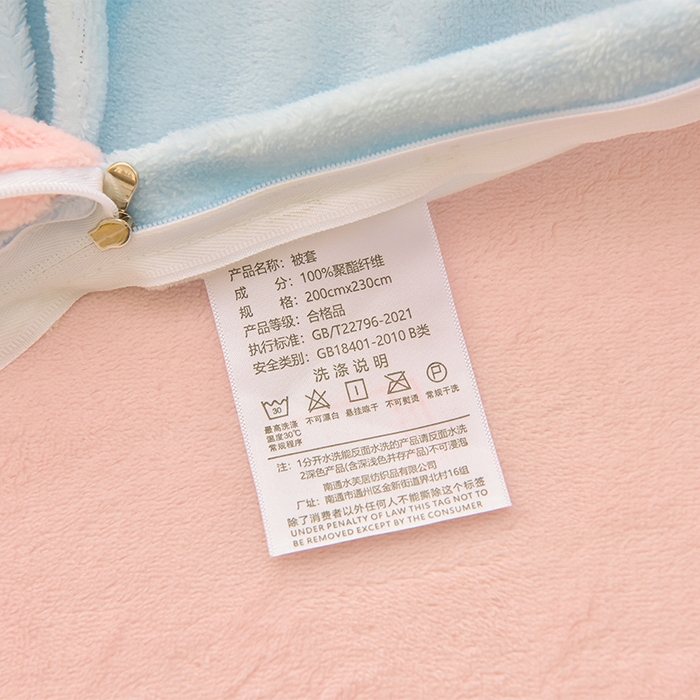 产品名称：被套
成　　分：100%聚酯纤维
规　　格：200cmx230cm
产品等级：合格品
执行标准：GB/T22796-2021
安全类别：GB18401-2010 B类
洗涤说明
30
最高洗涤温度30℃常规程序
不可漂白
悬挂晾干
不可熨烫
P
常规干洗
注：1分开水洗能反面水洗的产品请反面水洗
2深色产品(含深浅色并存产品)不可浸泡
南通水芙居纺织品有限公司
厂址：南通市通州区金新街道界北村16组
除了消费者以外任何人不能撕除这个标签
UNDER PENALTY OF LAW THIS TAG NOT TO
BE REMOVED EXCEPT BY THE CONSUMER